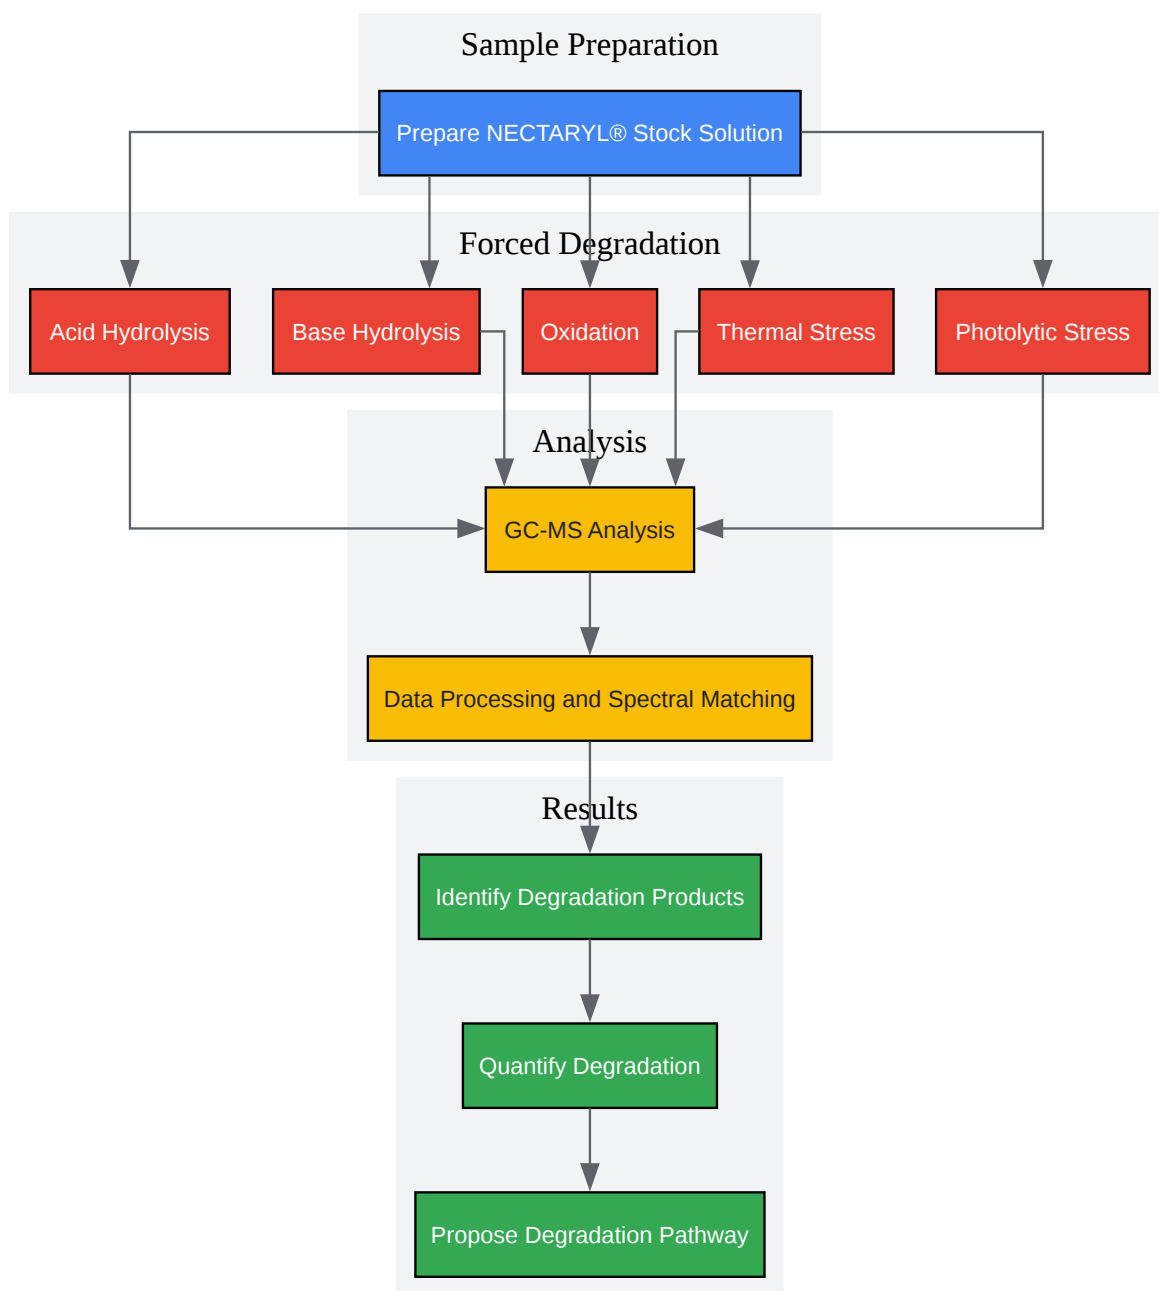 Sample Preparation
Prepare NECTARYL® Stock Solution
Forced Degradation
Acid Hydrolysis
Base Hydrolysis
Oxidation
Thermal Stress
Photolytic Stress
Analysis
GC-MS Analysis
Data Processing and Spectral Matching
Results
Identify Degradation Products
Quantify Degradation
Propose Degradation Pathway